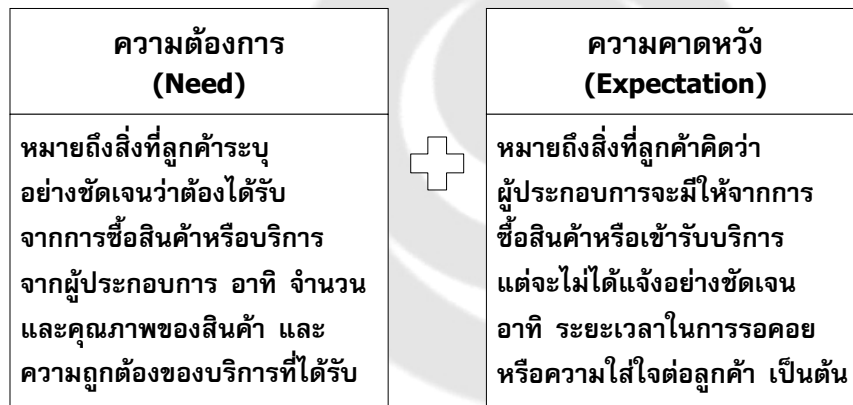 ความต้องการ
(Need)
หมายถึงสิ่งที่ลูกค้าระบุ
อย่างชัดเจนว่าต้องได้รับ
จากการซื้อสินค้าหรือบริการ
จากผู้ประกอบการ อาทิ จำนวน
และคุณภาพของสินค้า และ
ความถูกต้องของบริการที่ได้รับ
ความคาดหวัง
(Expectation)
หมายถึงสิ่งที่ลูกค้าคิดว่า
ผู้ประกอบการจะมีให้จากการ
ซื้อสินค้าหรือเข้ารับบริการ
แต่จะไม่ได้แจ้งอย่างชัดเจน
อาทิ ระยะเวลาในการรอคอย
หรือความใส่ใจต่อลูกค้า เป็นต้น